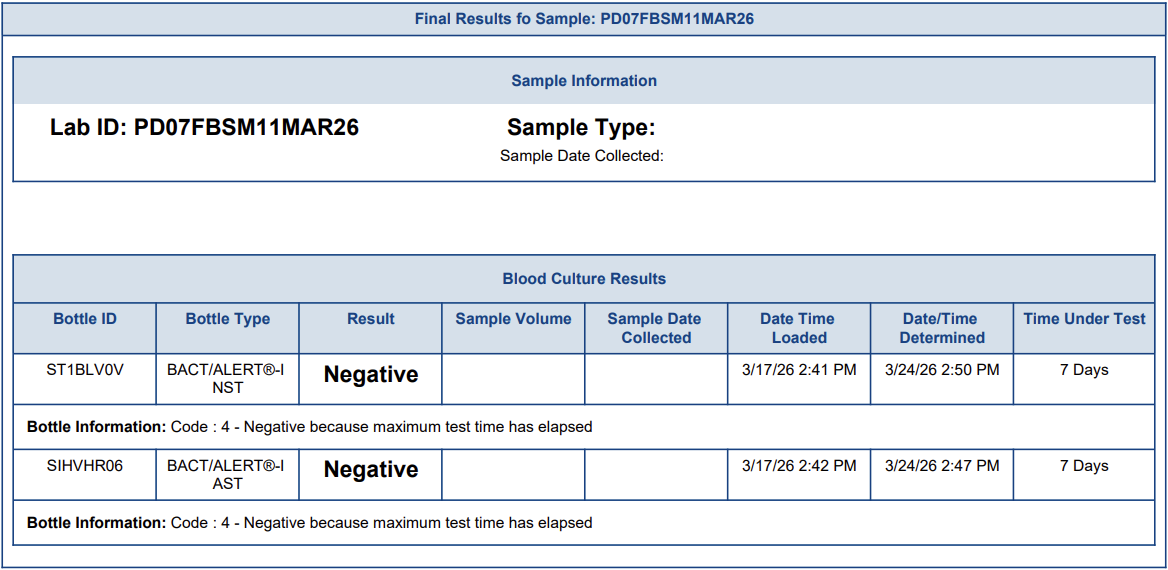 Final Results fo Sample: PD07FBSM11MAR26
Sample Information
Lab ID: PD07FBSM11MAR26
Sample Type:
Sample Date Collected:
Blood Culture Results
Bottle ID Bottle Type Result Sample Volume Sample Date Collected Date Time Loaded Date/Time Determined Time Under Test
ST1BLV0V BACT/ALERT®-I NST Negative 3/17/26 2:41 PM 3/24/26 2:50 PM 7 Days
Bottle Information: Code : 4 - Negative because maximum test time has elapsed
SIHVHR06 BACT/ALERT®-I AST Negative 3/17/26 2:42 PM 3/24/26 2:47 PM 7 Days
Bottle Information: Code : 4 - Negative because maximum test time has elapsed